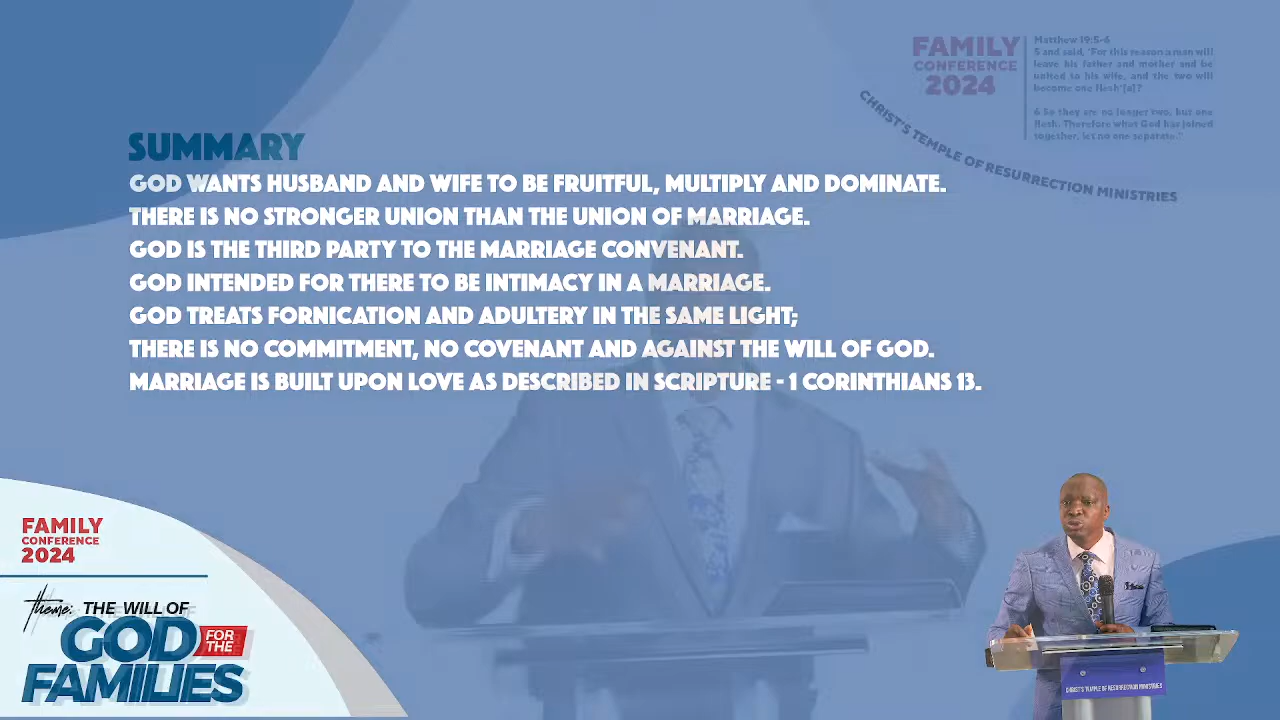 FAMILY
CONFERENCE
2024
Matthew 19:5-6
5 and said, 'For this reason a man will
leave his father and mother and be
united to his wife, and the two will
become one flesh'[a]?
6 So they are no longer two, but one
flesh. Therefore what God has joined
together, let no one separate."
CHRIST'S TEMPLE OF RESURRECTION MINISTRIES
SUMMARY
GOD WANTS HUSBAND AND WIFE TO BE FRUITFUL, MULTIPLY AND DOMINATE.
THERE IS NO STRONGER UNION THAN THE UNION OF MARRIAGE.
GOD IS THE THIRD PARTY TO THE MARRIAGE CONVENANT.
GOD INTENDED FOR THERE TO BE INTIMACY IN A MARRIAGE.
GOD TREATS FORNICATION AND ADULTERY IN THE SAME LIGHT;
THERE IS NO COMMITMENT, NO COVENANT AND AGAINST THE WILL OF GOD.
MARRIAGE IS BUILT UPON LOVE AS DESCRIBED IN SCRIPTURE - 1 CORINTHIANS 13.
FAMILY
CONFERENCE
2024
theme: THE WILL OF
GOD FOR THE
FAMILIES
CHRIST'S TEMPLE OF RESURRECTION MINISTRIES